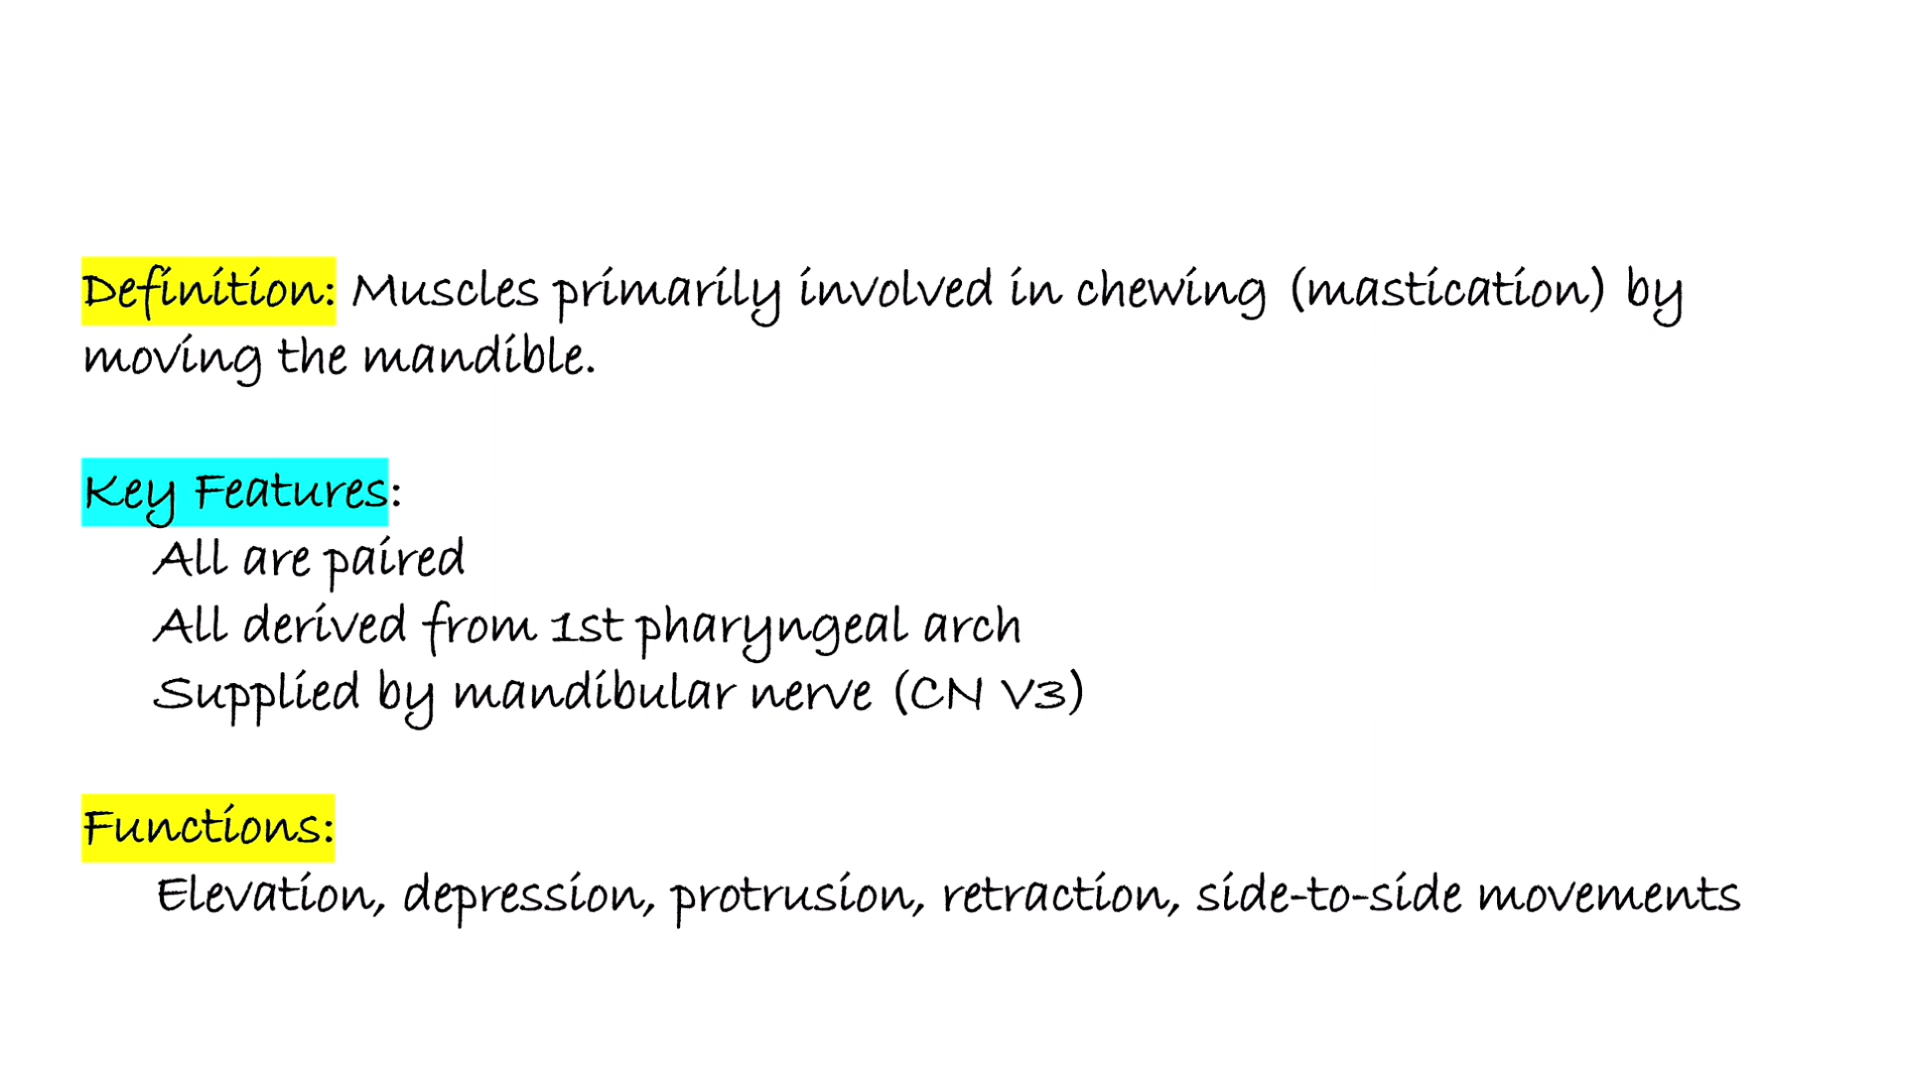 Definition: Muscles primarily involved in chewing (mastication) by
moving the mandible.
Key Features:
All are paired
All derived from 1st pharyngeal arch
Supplied by mandibular nerve (CN V3)
Functions:
Elevation, depression, protrusion, retraction, side-to-side movements